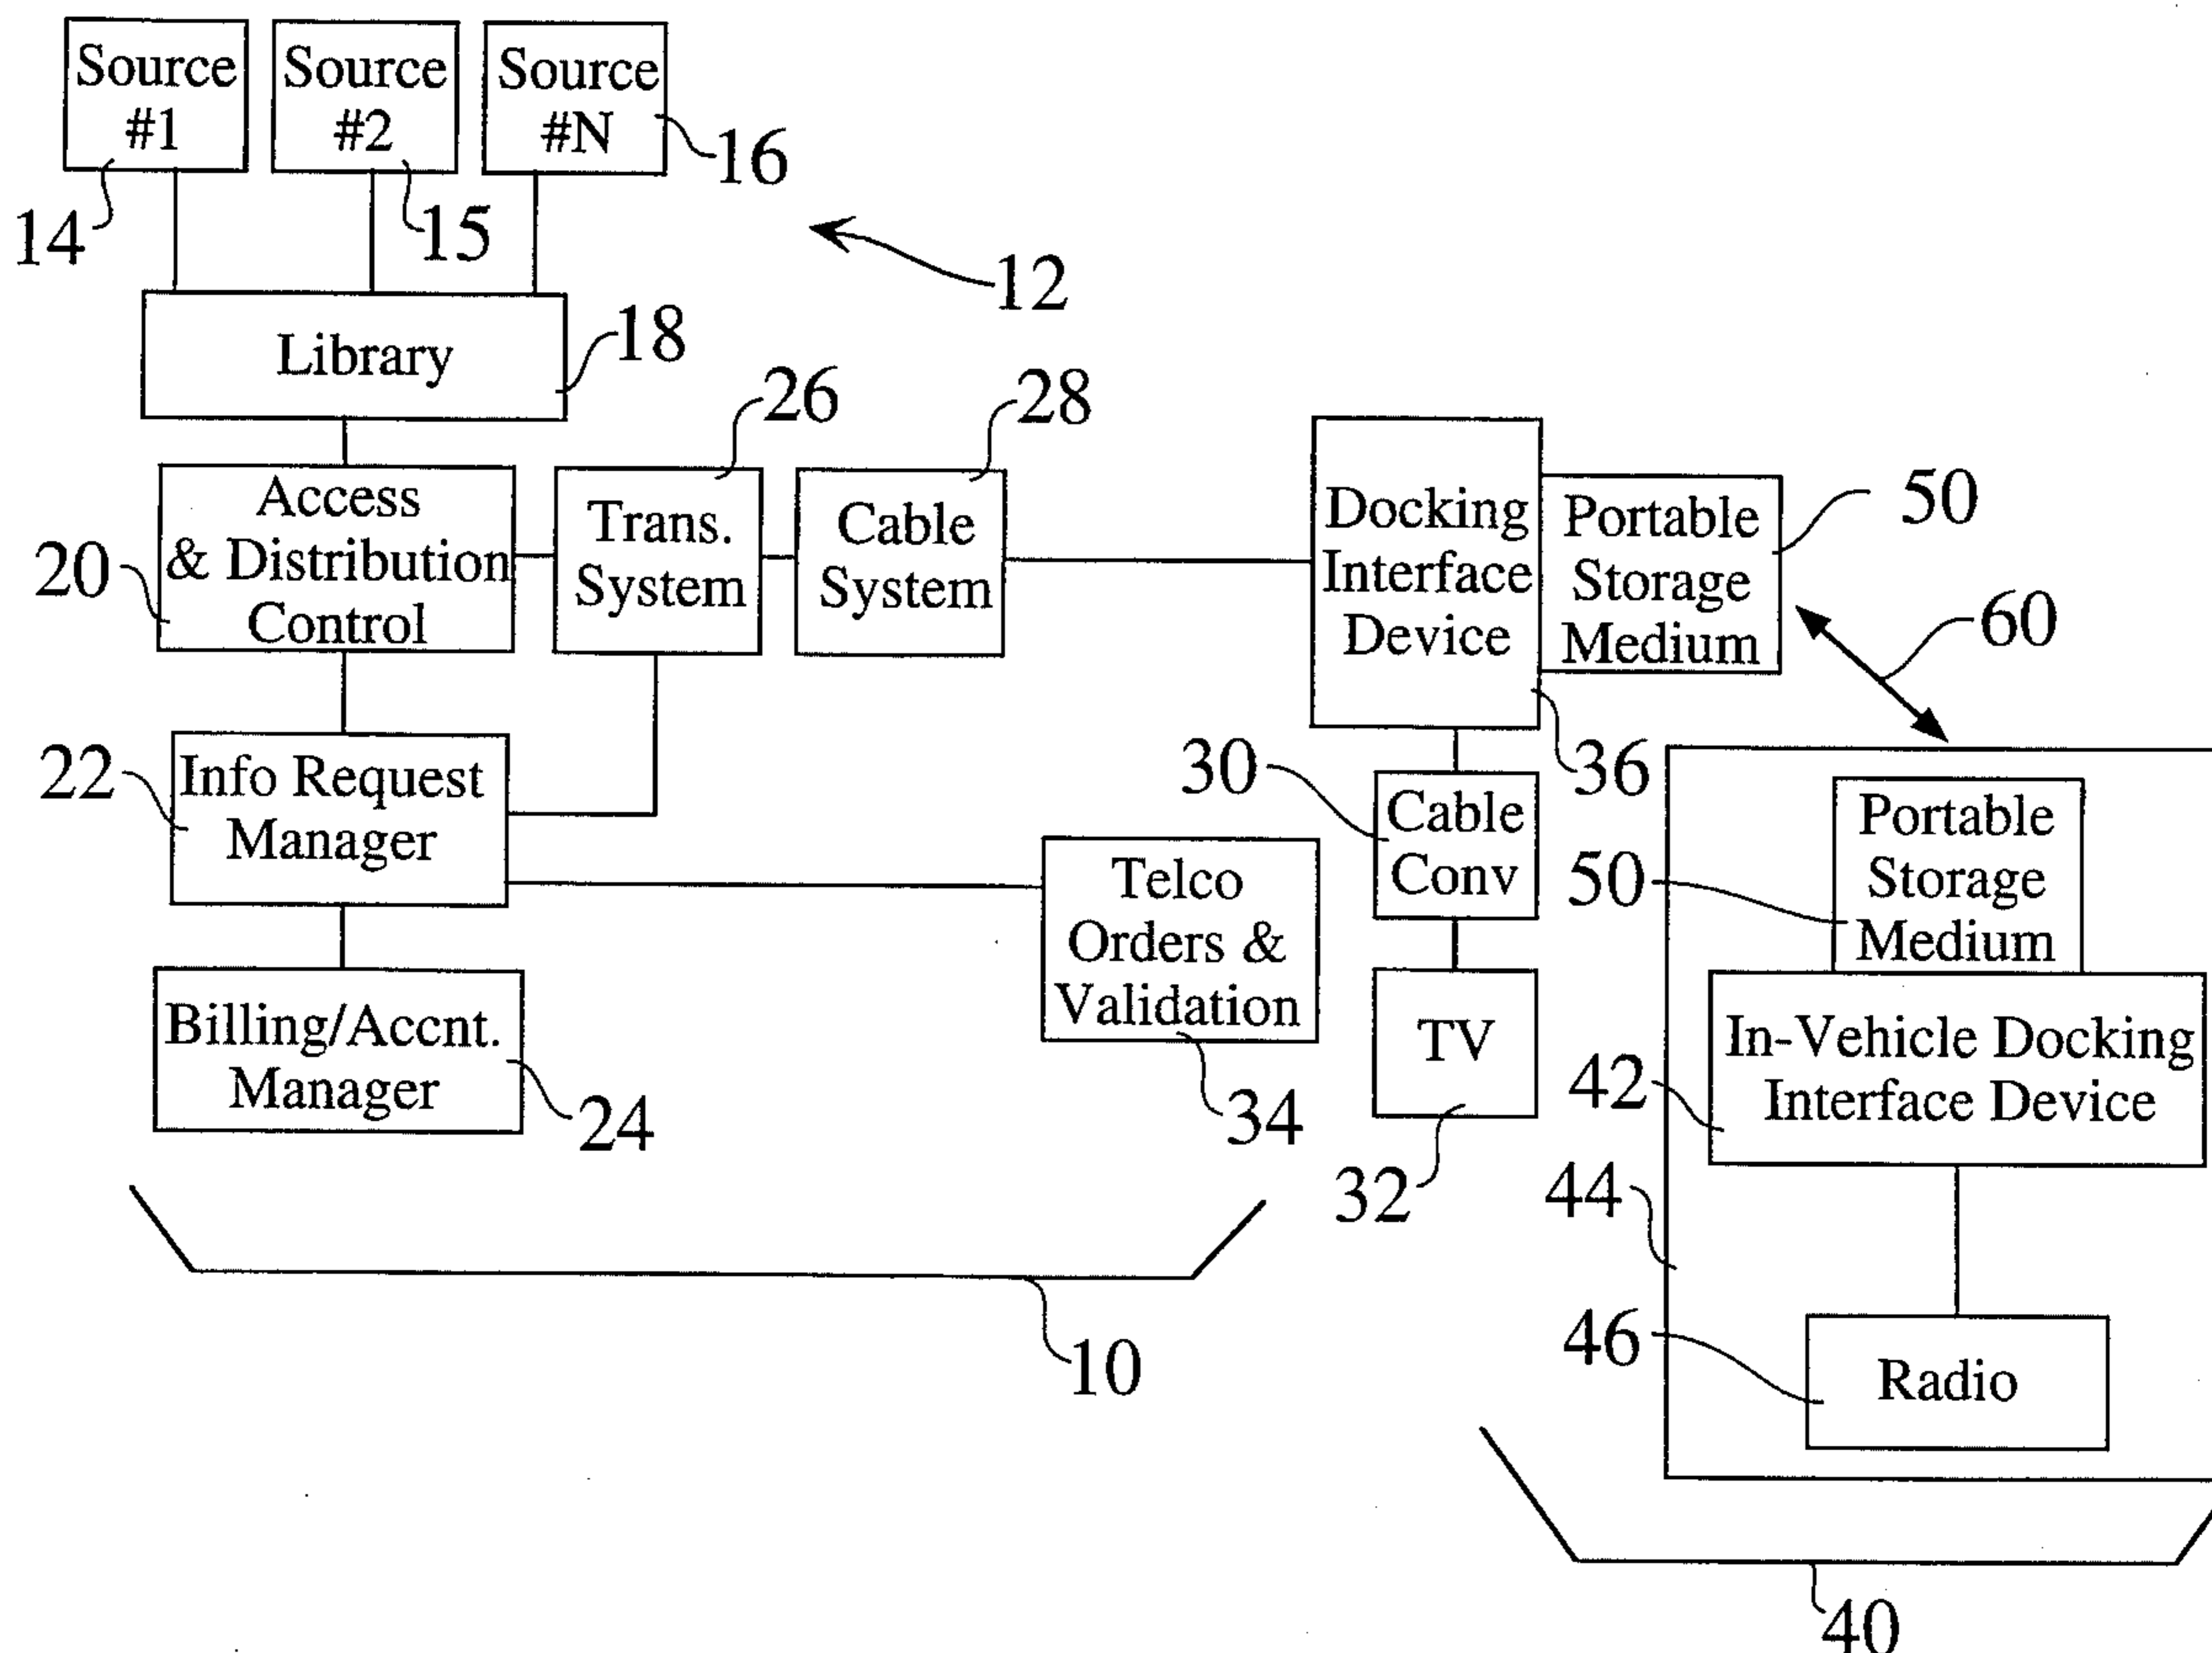 Source
#1
Source
#2
Source
#N
14
15
16
12
Library
18
26
28
Access
& Distribution
Control
20
Trans.
System
Cable
System
Docking
Interface
Device
Portable
Storage
Medium
50
60
36
22
Info Request
Manager
30
Cable
Conv
Telco
Orders &
Validation
34
Billing/Accnt.
Manager
24
TV
32
50
Portable
Storage
Medium
42
In-Vehicle Docking
Interface Device
44
46
Radio
10
40